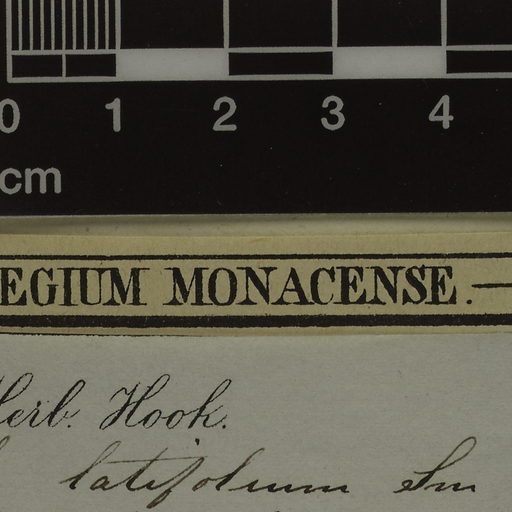 0 1 2 3 4
cm
EGIUM MONACENSE. —
Herb. Hook.
latifolium Sm